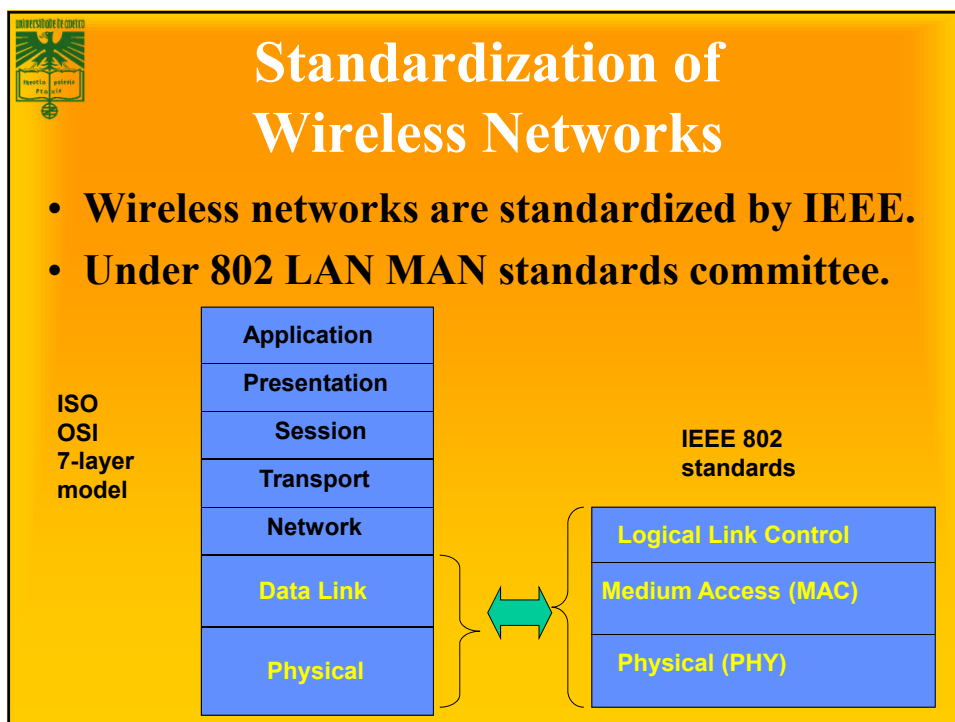 Standardization of
Wireless Networks
• Wireless networks are standardized by IEEE.
• Under 802 LAN MAN standards committee.
ISO
OSI
7-layer
model
Application
Presentation
Session
Transport
Network
Data Link
Physical
IEEE 802
standards
Logical Link Control
Medium Access (MAC)
Physical (PHY)